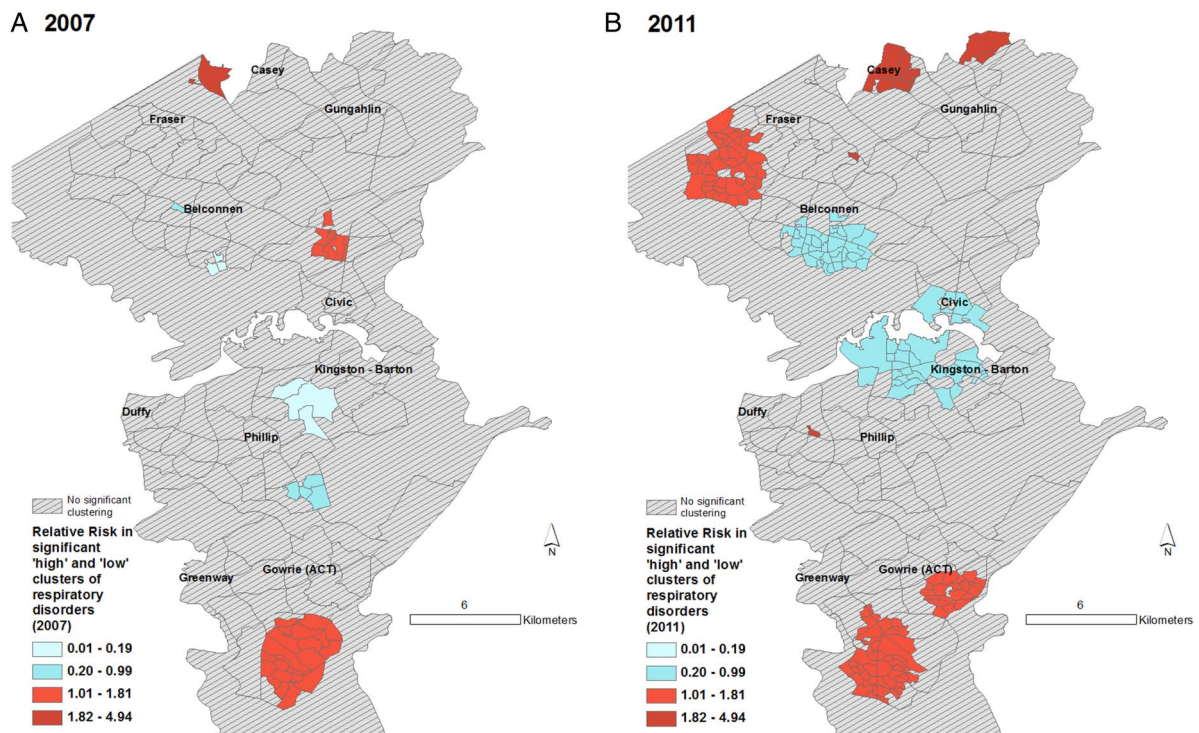 A 2007
Casey
Gungahlin
Fraser
Belconnen
Civic
Kingston - Barton
Duffy
Phillip
No significant
clustering
Relative Risk in
significant
'high' and 'low'
clusters of
respiratory
disorders
(2007)
0.01 - 0.19
0.20 - 0.99
1.01 - 1.81
1.82 - 4.94
Greenway
Gowrie (ACT)
N
6
Kilometers
B 2011
Casey
Gungahlin
Fraser
Belconnen
Civic
Kingston - Barton
Duffy
Phillip
No significant
clustering
Relative Risk in
significant
'high' and 'low'
clusters of
respiratory
disorders
(2011)
0.01 - 0.19
0.20 - 0.99
1.01 - 1.81
1.82 - 4.94
Greenway
Gowrie (ACT)
N
6
Kilometers